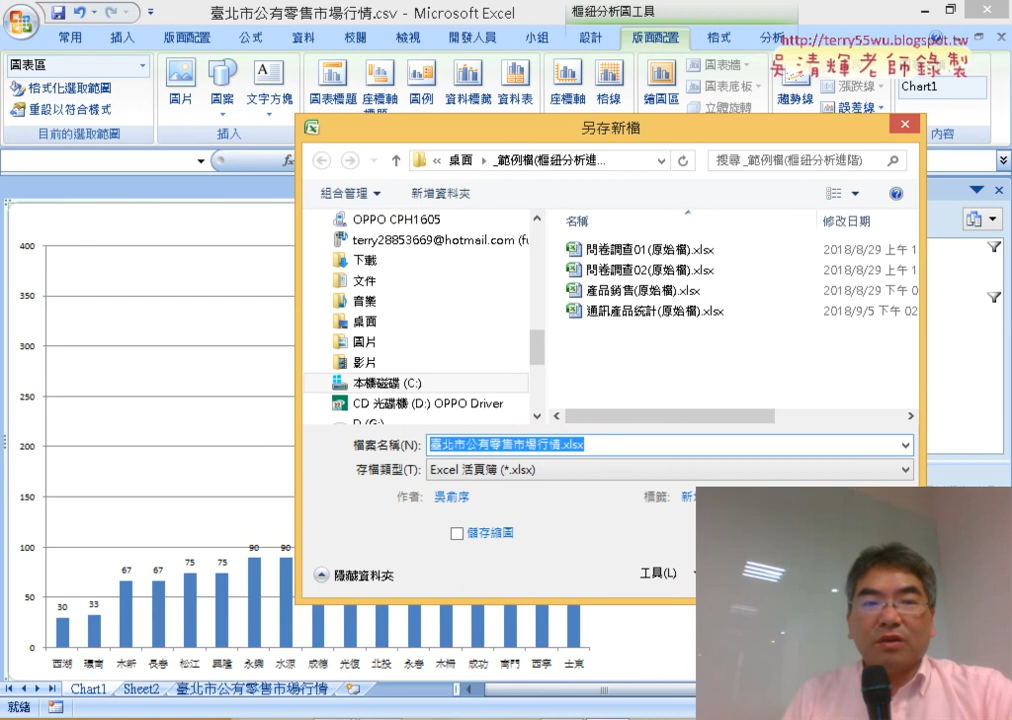 臺北市公有零售市場行情.csv - Microsoft Excel
樞紐分析圖工具
常用 插入 版面配置 公式 資料 校閱 檢視 開發人員 小組 設計 版面配置 格式 分析
http://terry55wu.blogspot.tw
吳清輝老師錄製
圖表區
格式化選取範圍
重設以符合樣式
目前的選取範圍
圖片 圖案 文字方塊
插入
圖表標題 座標軸標題 圖例 資料標籤 資料表
座標軸 格線
繪圖區
圖表牆
圖表底板
立體旋轉
趨勢線
漲跌線
誤差線
Chart1
內容
fx
另存新檔
« 桌面 _範例檔(樞紐分析進...
搜尋 _範例檔(樞紐分析進階)
組合管理 新增資料夾
OPPO CPH1605
terry28853669@hotmail.com (fu
下載
文件
音樂
桌面
圖片
影片
本機磁碟 (C:)
CD 光碟機 (D:) OPPO Driver
名稱 修改日期
問卷調查01(原始檔).xlsx 2018/8/29 上午 1
問卷調查02(原始檔).xlsx 2018/8/29 上午 1
產品銷售(原始檔).xlsx 2018/8/29 下午 0
通訊產品統計(原始檔).xlsx 2018/9/5 下午 02
檔案名稱(N): 臺北市公有零售市場行情.xlsx
存檔類型(T): Excel 活頁簿 (*.xlsx)
作者: 標籤:
儲存縮圖
隱藏資料夾
工具(L)
400
350
300
250
200
150
100
50
0
30 33 67 67 75 75 90 90
西湖 環南 木新 長春 松江 興隆 永樂 水源 成德 光復 北投 永春 木柵 成功 南門 西寧 士東
Chart1 Sheet2 臺北市公有零售市場行情
就緒